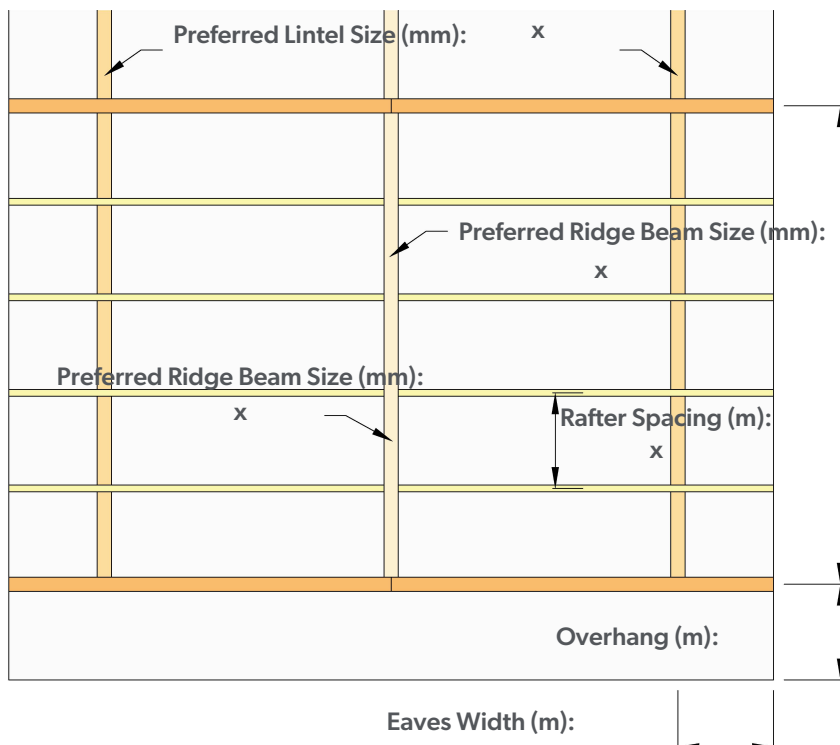 Preferred Lintel Size (mm): x
Preferred Ridge Beam Size (mm):
x
Preferred Ridge Beam Size (mm):
x
Rafter Spacing (m):
x
Overhang (m):
Eaves Width (m):